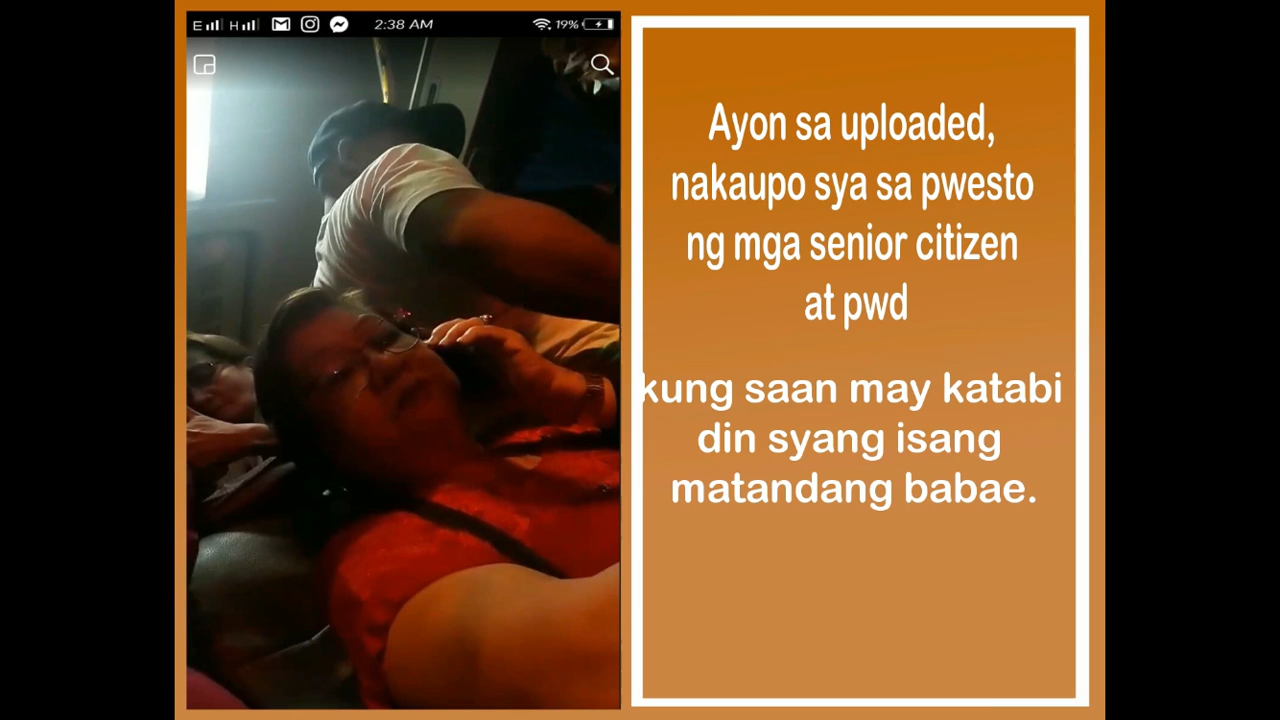 E H 2:38 AM 19%
Ayon sa uploaded,
nakaupo sya sa pwesto
ng mga senior citizen
at pwd
kung saan may katabi
din syang isang
matandang babae.